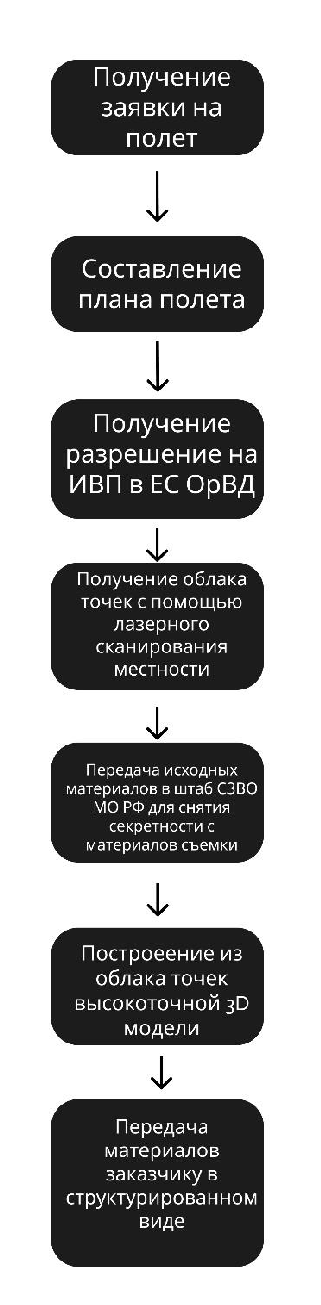 Получение
заявки на
полет
Составление
плана полета
Получение
разрешение на
ИВП в ЕС ОрВД
Получение облака
точек с помощью
лазерного
сканирования
местности
Передача исходных
материалов в штаб СЗВО
МО РФ для снятия
секретности с
материалов съемки
Построеение из
облака точек
высокоточной 3D
модели
Передача
материалов
заказчику в
структурированном
виде